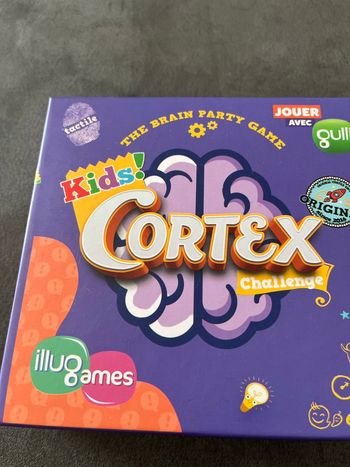 tactile
THE BRAIN PARTY GAME
JOUER
AVEC
gulli
Kids!
CORTEX
Challenge
ORIGIN
illugames